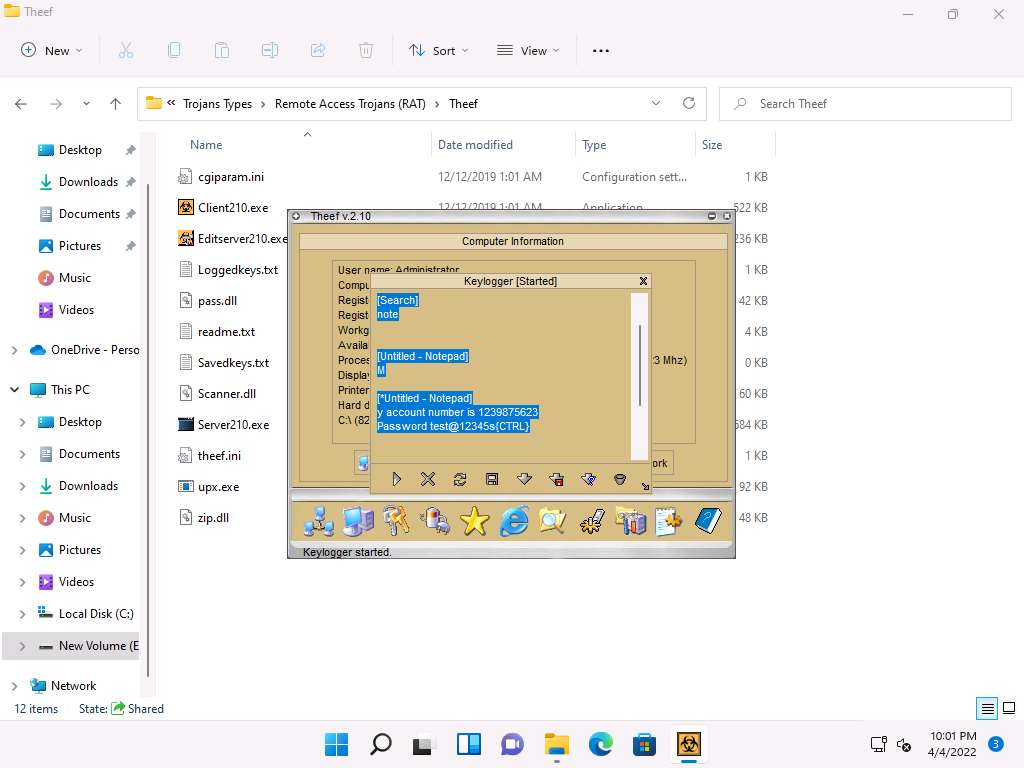 Theef
New
Sort
View
Trojans Types
Remote Access Trojans (RAT)
Theef
Search Theef
Name
Date modified
Type
Size
cgiparam.ini
12/12/2019 1:01 AM
Configuration sett...
1 KB
Client210.exe
12/12/2019 1:01 AM
Application
522 KB
Editserver210.exe
236 KB
Loggedkeys.txt
1 KB
pass.dll
42 KB
readme.txt
4 KB
Savedkeys.txt
0 KB
Scanner.dll
60 KB
Server210.exe
584 KB
theef.ini
1 KB
upx.exe
92 KB
zip.dll
48 KB
Desktop
Downloads
Documents
Pictures
Music
Videos
OneDrive - Perso
This PC
Desktop
Documents
Downloads
Music
Pictures
Videos
Local Disk (C:)
New Volume (E
Network
12 items
State:
Shared
Theef v.2.10
Computer Information
User name: Administrator
Compu
Registe
Registe
Workg
Availa
Proces
3 Mhz)
Display
Printer
Hard d
C:\ (82
ork
Keylogger [Started]
[Search]
note
[Untitled - Notepad]
M
[*Untitled - Notepad]
y account number is 1239875623
Password test@12345s{CTRL}
Keylogger started.
10:01 PM
4/4/2022
3